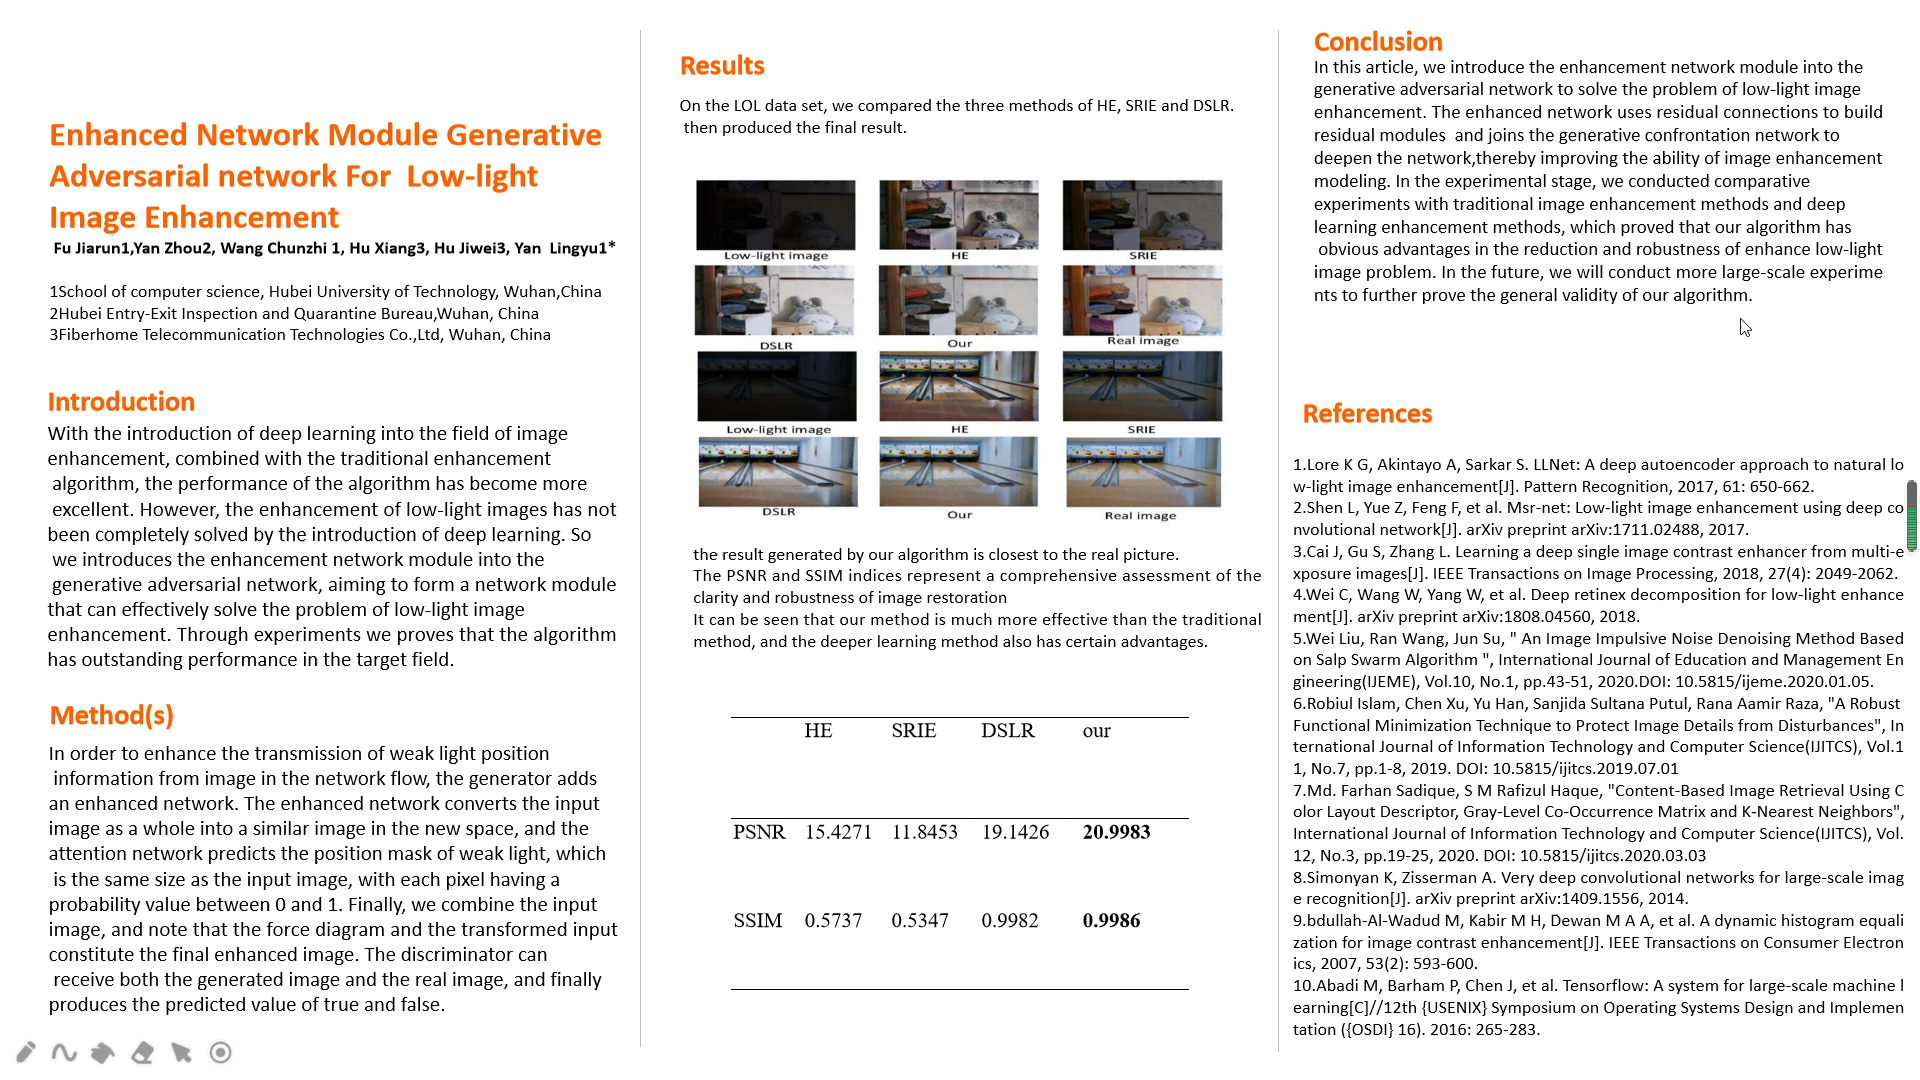 Enhanced Network Module Generative
Adversarial network For Low-light
Image Enhancement
Fu Jiarun1,Yan Zhou2, Wang Chunzhi 1, Hu Xiang3, Hu Jiwei3, Yan Lingyu1*
1School of computer science, Hubei University of Technology, Wuhan,China
2Hubei Entry-Exit Inspection and Quarantine Bureau,Wuhan, China
3Fiberhome Telecommunication Technologies Co.,Ltd, Wuhan, China
Introduction
With the introduction of deep learning into the field of image
enhancement, combined with the traditional enhancement
algorithm, the performance of the algorithm has become more
excellent. However, the enhancement of low-light images has not
been completely solved by the introduction of deep learning. So
we introduces the enhancement network module into the
generative adversarial network, aiming to form a network module
that can effectively solve the problem of low-light image
enhancement. Through experiments we proves that the algorithm
has outstanding performance in the target field.
Method(s)
In order to enhance the transmission of weak light position
information from image in the network flow, the generator adds
an enhanced network. The enhanced network converts the input
image as a whole into a similar image in the new space, and the
attention network predicts the position mask of weak light, which
is the same size as the input image, with each pixel having a
probability value between 0 and 1. Finally, we combine the input
image, and note that the force diagram and the transformed input
constitute the final enhanced image. The discriminator can
receive both the generated image and the real image, and finally
produces the predicted value of true and false.
Results
On the LOL data set, we compared the three methods of HE, SRIE and DSLR.
then produced the final result.
Low-light image HE SRIE
DSLR Our Real image
Low-light image HE SRIE
DSLR Our Real image
the result generated by our algorithm is closest to the real picture.
The PSNR and SSIM indices represent a comprehensive assessment of the
clarity and robustness of image restoration
It can be seen that our method is much more effective than the traditional
method, and the deeper learning method also has certain advantages.
HE SRIE DSLR our
PSNR 15.4271 11.8453 19.1426 20.9983
SSIM 0.5737 0.5347 0.9982 0.9986
Conclusion
In this article, we introduce the enhancement network module into the
generative adversarial network to solve the problem of low-light image
enhancement. The enhanced network uses residual connections to build
residual modules and joins the generative confrontation network to
deepen the network,thereby improving the ability of image enhancement
modeling. In the experimental stage, we conducted comparative
experiments with traditional image enhancement methods and deep
learning enhancement methods, which proved that our algorithm has
obvious advantages in the reduction and robustness of enhance low-light
image problem. In the future, we will conduct more large-scale experime
nts to further prove the general validity of our algorithm.
References
1.Lore K G, Akintayo A, Sarkar S. LLNet: A deep autoencoder approach to natural lo
w-light image enhancement[J]. Pattern Recognition, 2017, 61: 650-662.
2.Shen L, Yue Z, Feng F, et al. Msr-net: Low-light image enhancement using deep co
nvolutional network[J]. arXiv preprint arXiv:1711.02488, 2017.
3.Cai J, Gu S, Zhang L. Learning a deep single image contrast enhancer from multi-e
xposure images[J]. IEEE Transactions on Image Processing, 2018, 27(4): 2049-2062.
4.Wei C, Wang W, Yang W, et al. Deep retinex decomposition for low-light enhance
ment[J]. arXiv preprint arXiv:1808.04560, 2018.
5.Wei Liu, Ran Wang, Jun Su, " An Image Impulsive Noise Denoising Method Based
on Salp Swarm Algorithm ", International Journal of Education and Management En
gineering(IJEME), Vol.10, No.1, pp.43-51, 2020.DOI: 10.5815/ijeme.2020.01.05.
6.Robiul Islam, Chen Xu, Yu Han, Sanjida Sultana Putul, Rana Aamir Raza, "A Robust
Functional Minimization Technique to Protect Image Details from Disturbances", In
ternational Journal of Information Technology and Computer Science(IJITCS), Vol.1
1, No.7, pp.1-8, 2019. DOI: 10.5815/ijitcs.2019.07.01
7.Md. Farhan Sadique, S M Rafizul Haque, "Content-Based Image Retrieval Using C
olor Layout Descriptor, Gray-Level Co-Occurrence Matrix and K-Nearest Neighbors",
International Journal of Information Technology and Computer Science(IJITCS), Vol.
12, No.3, pp.19-25, 2020. DOI: 10.5815/ijitcs.2020.03.03
8.Simonyan K, Zisserman A. Very deep convolutional networks for large-scale imag
e recognition[J]. arXiv preprint arXiv:1409.1556, 2014.
9.bdullah-Al-Wadud M, Kabir M H, Dewan M A A, et al. A dynamic histogram equali
zation for image contrast enhancement[J]. IEEE Transactions on Consumer Electron
ics, 2007, 53(2): 593-600.
10.Abadi M, Barham P, Chen J, et al. Tensorflow: A system for large-scale machine l
earning[C]//12th {USENIX} Symposium on Operating Systems Design and Implemen
tation ({OSDI} 16). 2016: 265-283.